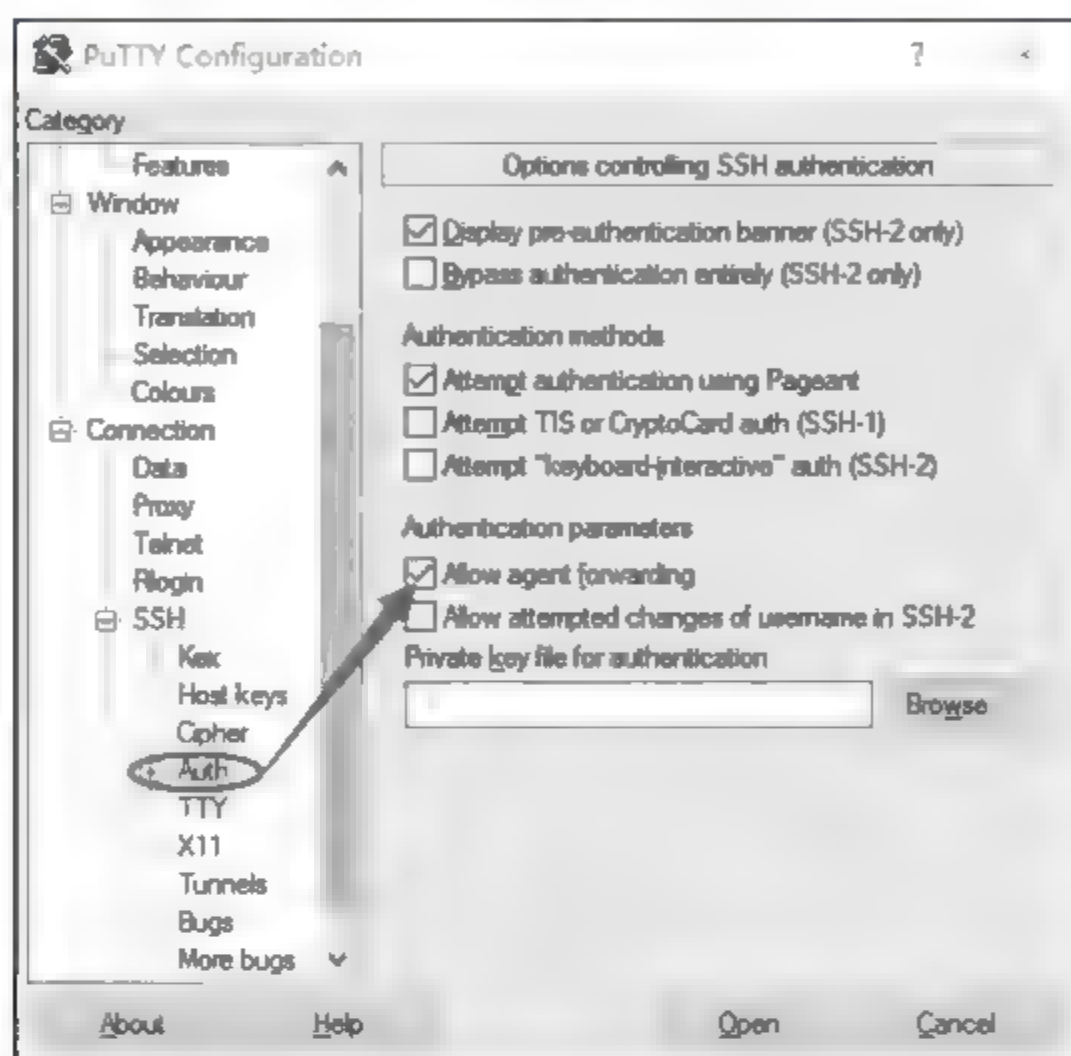 PuTTY Configuration ?
Category
Features
Window
Appearance
Behaviour
Translation
Selection
Colours
Connection
Data
Proxy
Telnet
Rlogin
SSH
Kex
Host keys
Cipher
Auth
TTY
X11
Tunnels
Bugs
More bugs
Options controlling SSH authentication
Display pre-authentication banner (SSH-2 only)
Bypass authentication entirely (SSH-2 only)
Authentication methods
Attempt authentication using Pageant
Attempt TIS or CryptoCard auth (SSH-1)
Attempt "keyboard-interactive" auth (SSH-2)
Authentication parameters
Allow agent forwarding
Allow attempted changes of username in SSH-2
Private key file for authentication
Browse
About Help Open Cancel